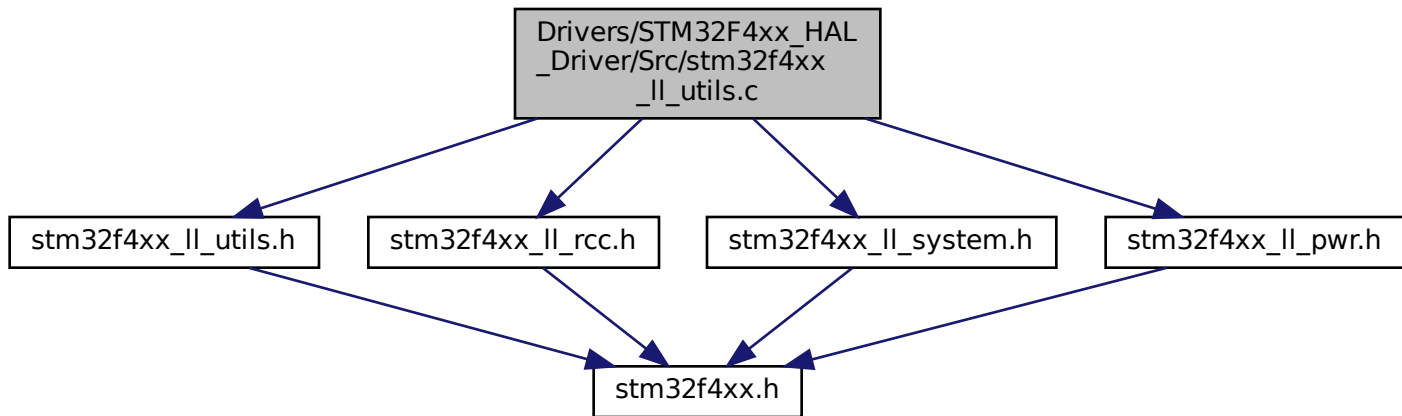 Drivers/STM32F4xx_HAL
_Driver/Src/stm32f4xx
_ll_utils.c
stm32f4xx_ll_utils.h
stm32f4xx_ll_rcc.h
stm32f4xx_ll_system.h
stm32f4xx_ll_pwr.h
stm32f4xx.h